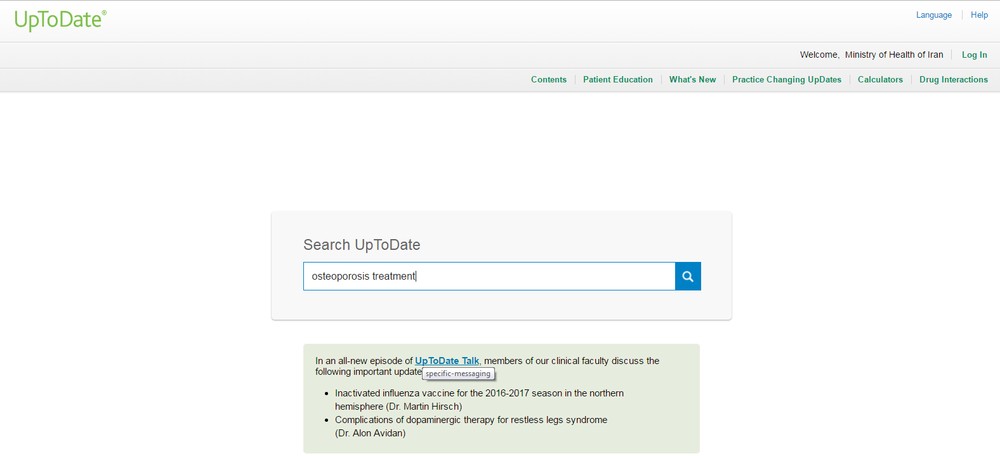 UpToDate®
Language Help
Welcome, Ministry of Health of Iran Log In
Contents Patient Education What's New Practice Changing UpDates Calculators Drug Interactions
Search UpToDate
osteoporosis treatment
In an all-new episode of UpToDate Talk, members of our clinical faculty discuss the
following important update
specific-messaging
Inactivated influenza vaccine for the 2016-2017 season in the northern
hemisphere (Dr. Martin Hirsch)
Complications of dopaminergic therapy for restless legs syndrome
(Dr. Alon Avidan)